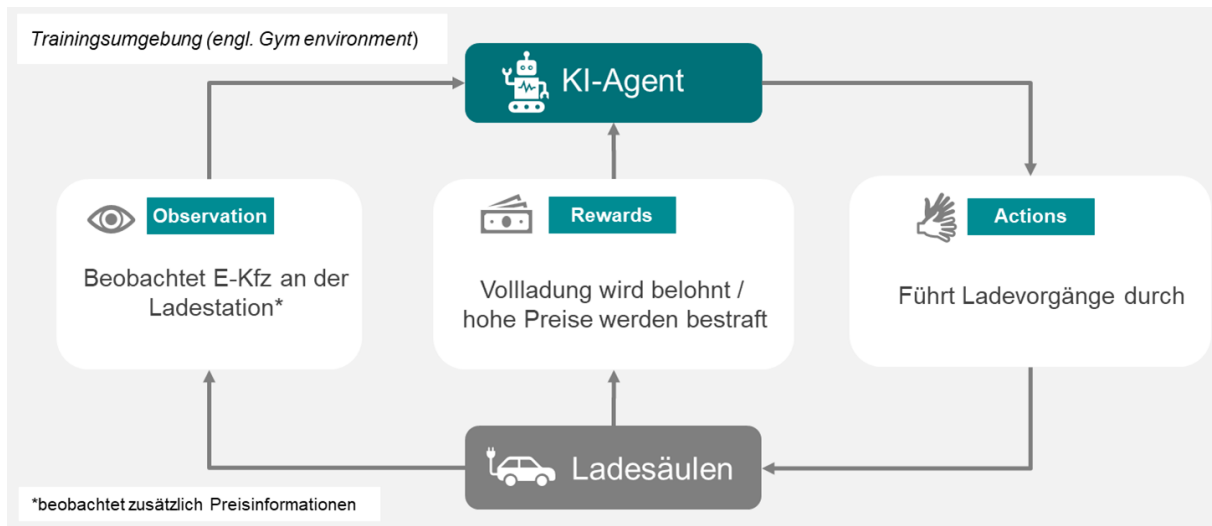 Trainingsumgebung (engl. Gym environment)
KI-Agent
Observation
Beobachtet E-Kfz an der
Ladestation*
Rewards
Vollladung wird belohnt /
hohe Preise werden bestraft
Actions
Führt Ladevorgänge durch
Ladesäulen
*beobachtet zusätzlich Preisinformationen